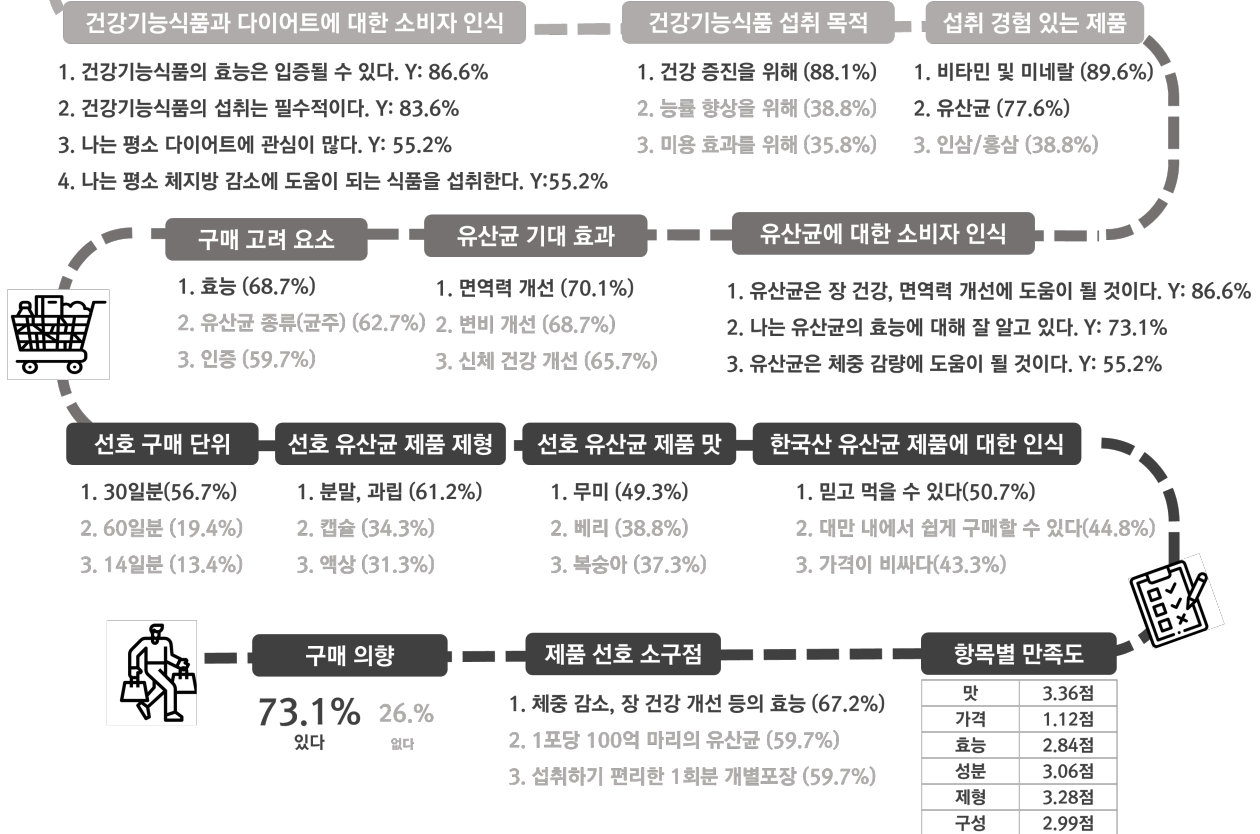 건강기능식품과 다이어트에 대한 소비자 인식
1. 건강기능식품의 효능은 입증될 수 있다. Y: 86.6%
2. 건강기능식품의 섭취는 필수적이다. Y: 83.6%
3. 나는 평소 다이어트에 관심이 많다. Y: 55.2%
4. 나는 평소 체지방 감소에 도움이 되는 식품을 섭취한다. Y:55.2%
건강기능식품 섭취 목적
1. 건강 증진을 위해 (88.1%)
2. 능률 향상을 위해 (38.8%)
3. 미용 효과를 위해 (35.8%)
섭취 경험 있는 제품
1. 비타민 및 미네랄 (89.6%)
2. 유산균 (77.6%)
3. 인삼/홍삼 (38.8%)
구매 고려 요소
1. 효능 (68.7%)
2. 유산균 종류(균주) (62.7%)
3. 인증 (59.7%)
유산균 기대 효과
1. 면역력 개선 (70.1%)
2. 변비 개선 (68.7%)
3. 신체 건강 개선 (65.7%)
유산균에 대한 소비자 인식
1. 유산균은 장 건강, 면역력 개선에 도움이 될 것이다. Y: 86.6%
2. 나는 유산균의 효능에 대해 잘 알고 있다. Y: 73.1%
3. 유산균은 체중 감량에 도움이 될 것이다. Y: 55.2%
선호 구매 단위
1. 30일분(56.7%)
2. 60일분 (19.4%)
3. 14일분 (13.4%)
선호 유산균 제품 제형
1. 분말, 과립 (61.2%)
2. 캡슐 (34.3%)
3. 액상 (31.3%)
선호 유산균 제품 맛
1. 무미 (49.3%)
2. 베리 (38.8%)
3. 복숭아 (37.3%)
한국산 유산균 제품에 대한 인식
1. 믿고 먹을 수 있다(50.7%)
2. 대만 내에서 쉽게 구매할 수 있다(44.8%)
3. 가격이 비싸다(43.3%)
구매 의향
73.1% 26.%
있다 없다
제품 선호 소구점
1. 체중 감소, 장 건강 개선 등의 효능 (67.2%)
2. 1포당 100억 마리의 유산균 (59.7%)
3. 섭취하기 편리한 1회분 개별포장 (59.7%)
항목별 만족도
맛 3.36점
가격 1.12점
효능 2.84점
성분 3.06점
제형 3.28점
구성 2.99점